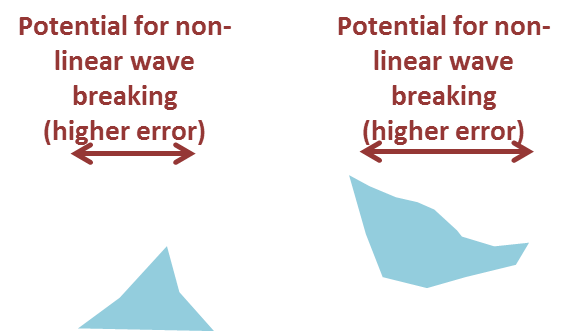 Potential for non-
linear wave
breaking
(higher error)
Potential for non-
linear wave
breaking
(higher error)